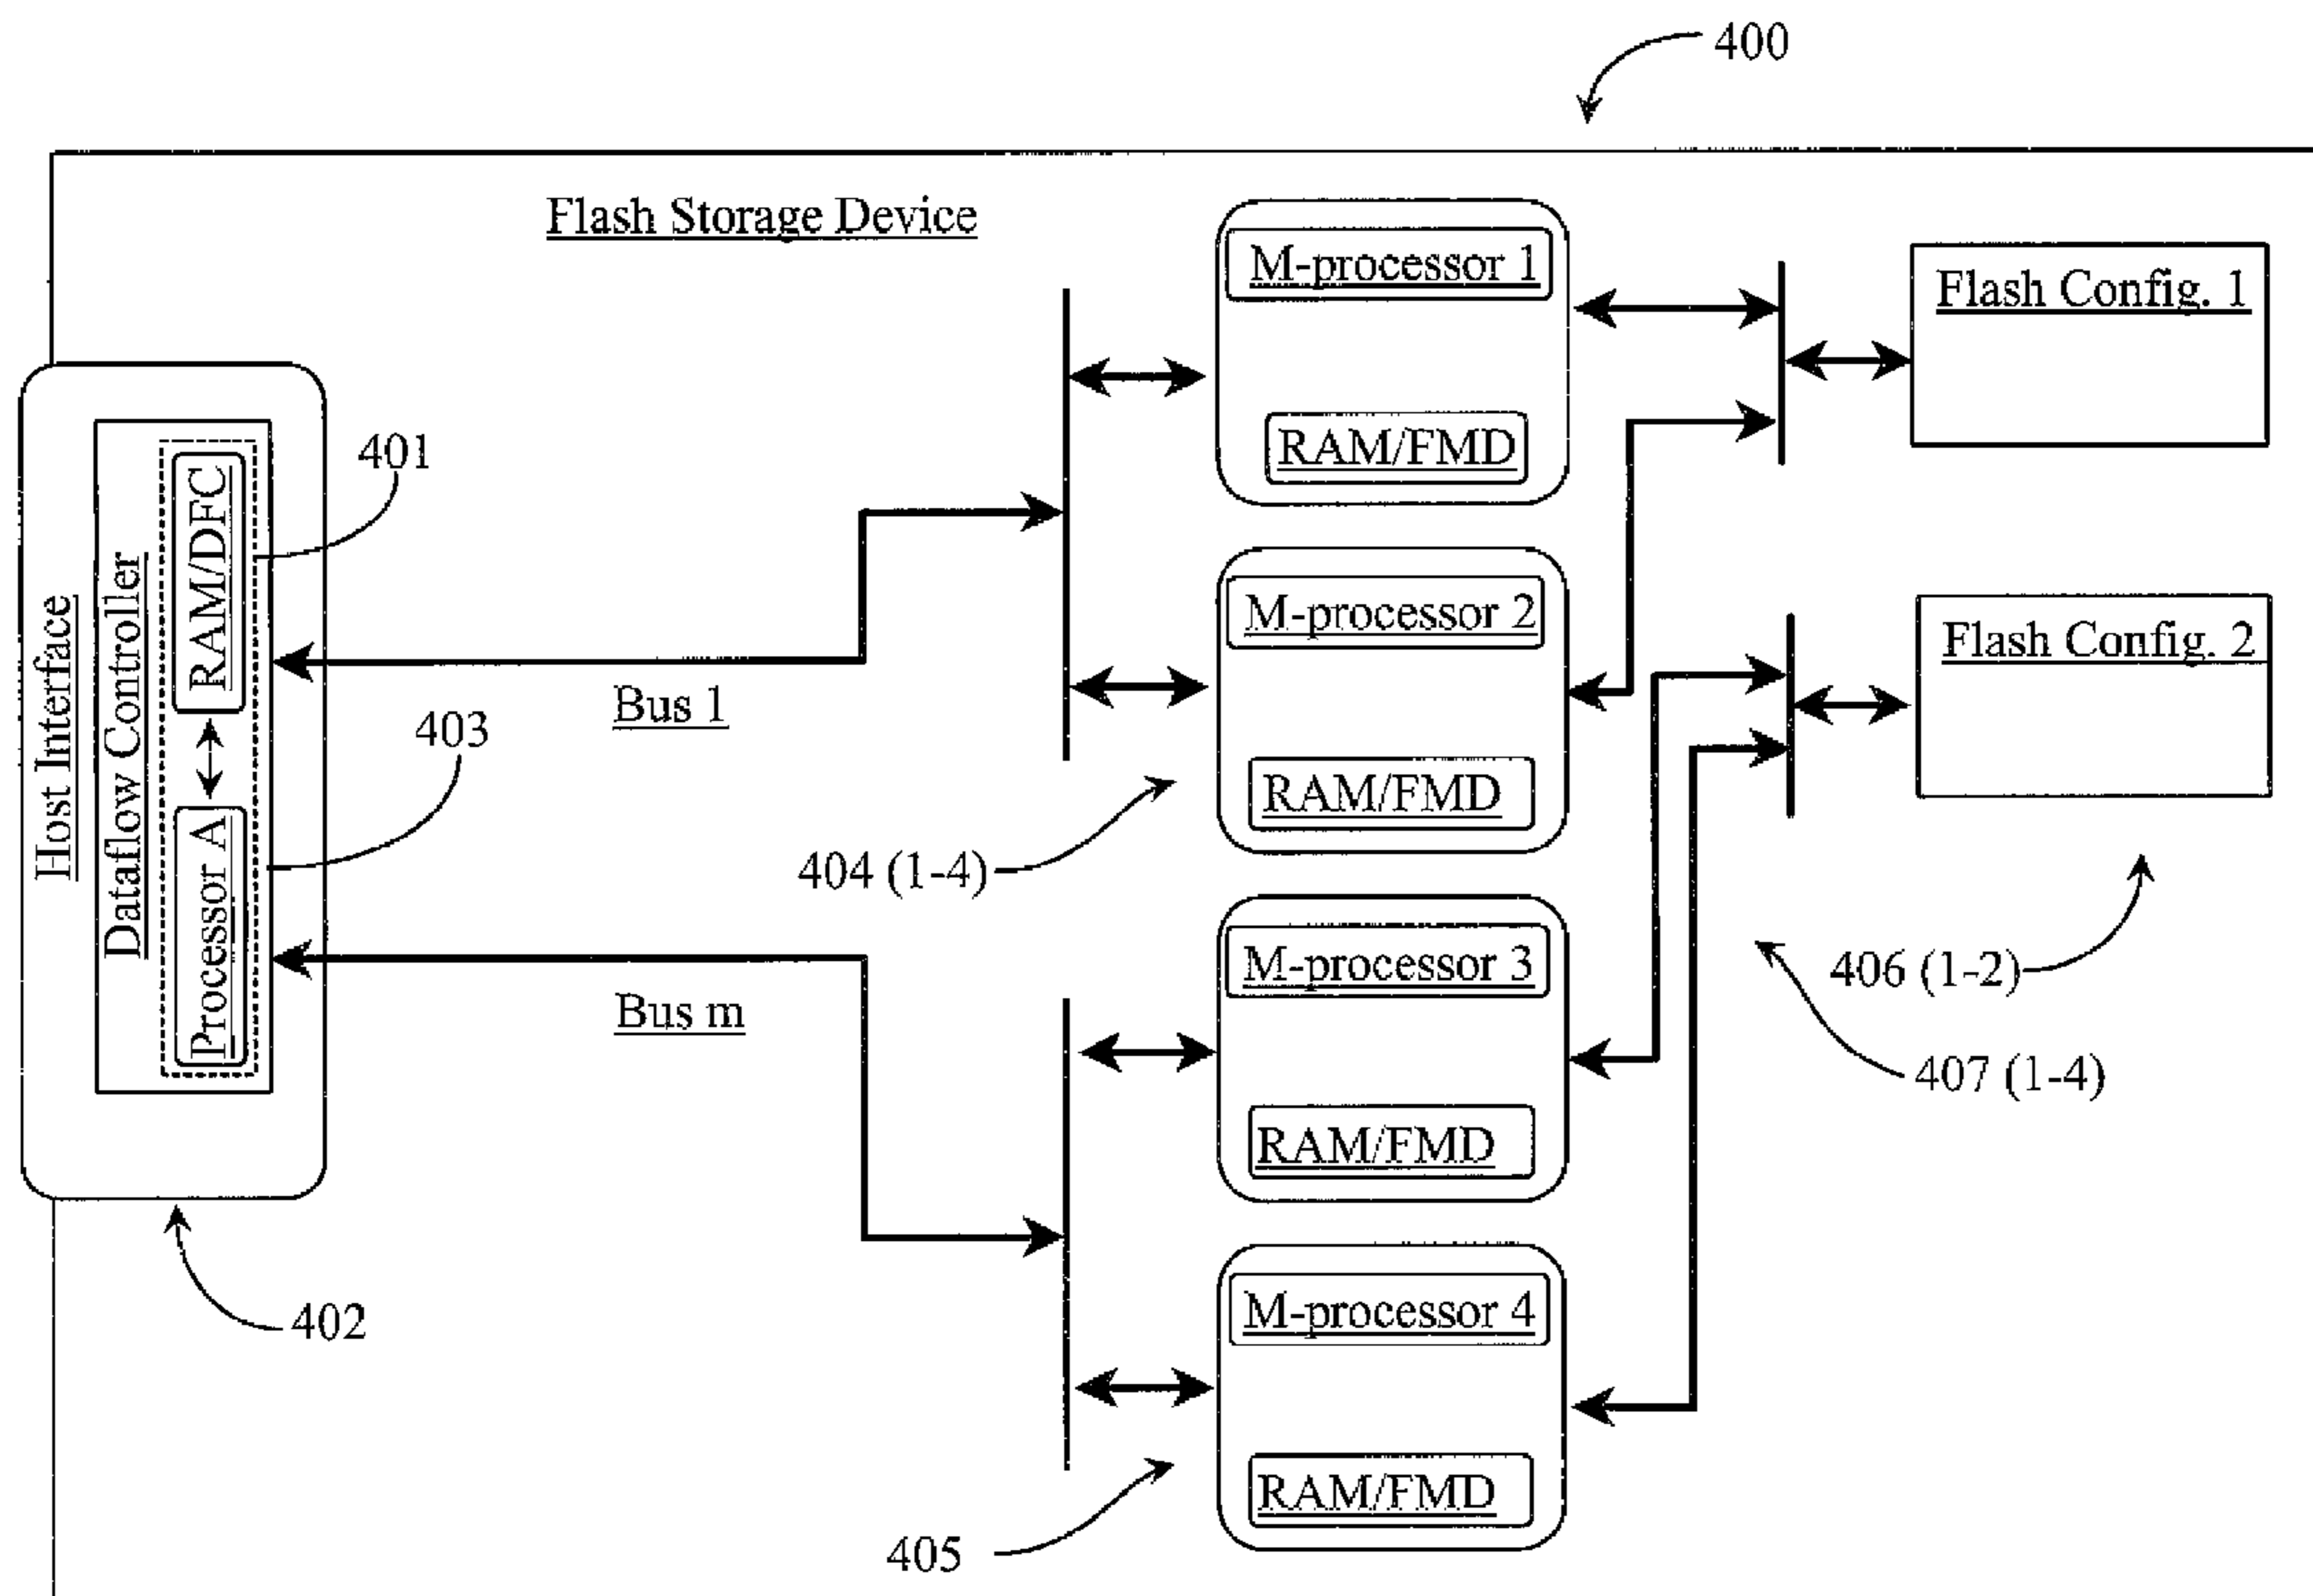 400
Flash Storage Device
M-processor 1
RAM/FMD
Flash Config. 1
401
Host Interface
Dataflow Controller
RAM/DFC
Processor A
403
Bus 1
M-processor 2
RAM/FMD
Flash Config. 2
404 (1-4)
Bus m
M-processor 3
RAM/FMD
406 (1-2)
407 (1-4)
402
M-processor 4
RAM/FMD
405